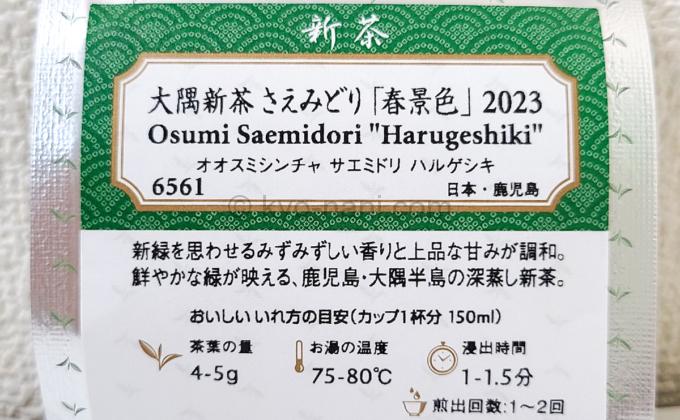 新茶
大隅新茶 さえみどり「春景色」2023
Osumi Saemidori "Harugeshiki"
オオスミシンチャ サエミドリ ハルゲシキ
6561 日本・鹿児島
© kyo-nani.com
新緑を思わせるみずみずしい香りと上品な甘みが調和。
鮮やかな緑が映える、鹿児島・大隅半島の深蒸し新茶。
おいしいいれ方の目安(カップ1杯分 150ml)
茶葉の量 お湯の温度 浸出時間
4-5g 75-80℃ 1-1.5分
煎出回数:1〜2回